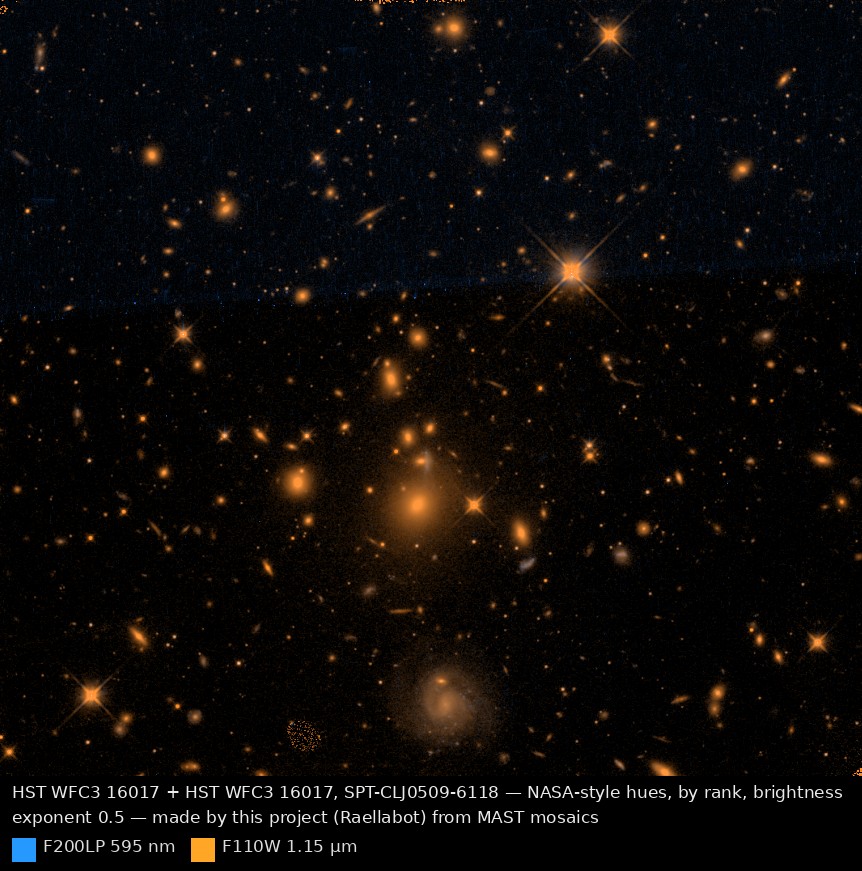 HST WFC3 16017 + HST WFC3 16017, SPT-CLJ0509-6118 — NASA-style hues, by rank, brightness
exponent 0.5 — made by this project (Raellabot) from MAST mosaics
F200LP 595 nm F110W 1.15 µm